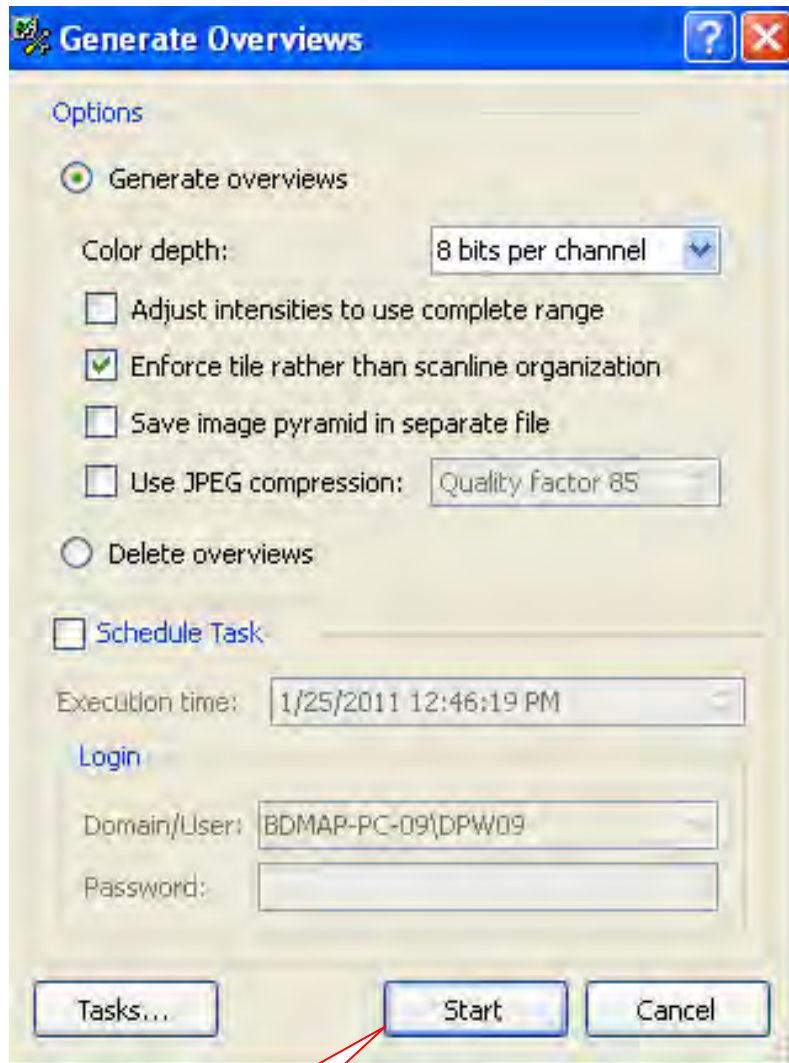 Generate Overviews
Options
Generate overviews
Color depth: 8 bits per channel
Adjust intensities to use complete range
Enforce tile rather than scanline organization
Save image pyramid in separate file
Use JPEG compression: Quality factor 85
Delete overviews
Schedule Task
Execution time: 1/25/2011 12:46:19 PM
Login
Domain/User: BDMAP-PC-09\DPW09
Password:
Tasks... Start Cancel